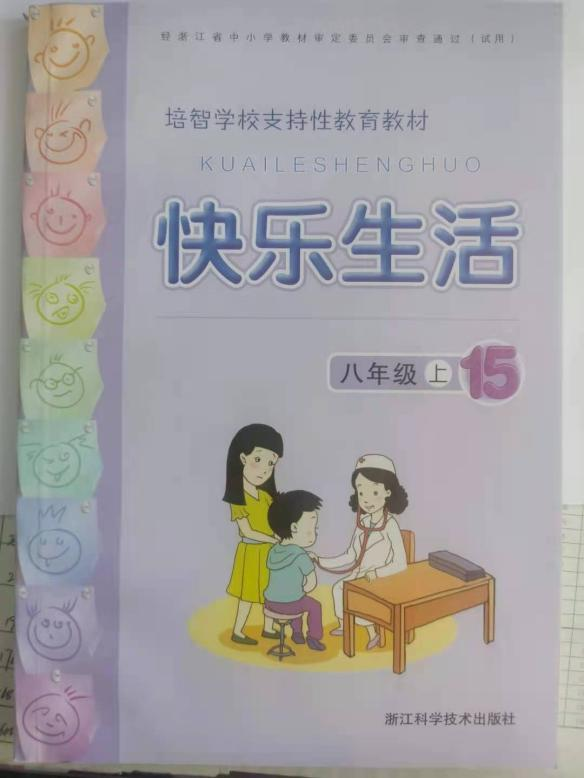 经浙江省中小学教材审定委员会审查通过(试用)
培智学校支持性教育教材
KUAILESHENGHUO
快乐生活
八年级 上 15
浙江科学技术出版社